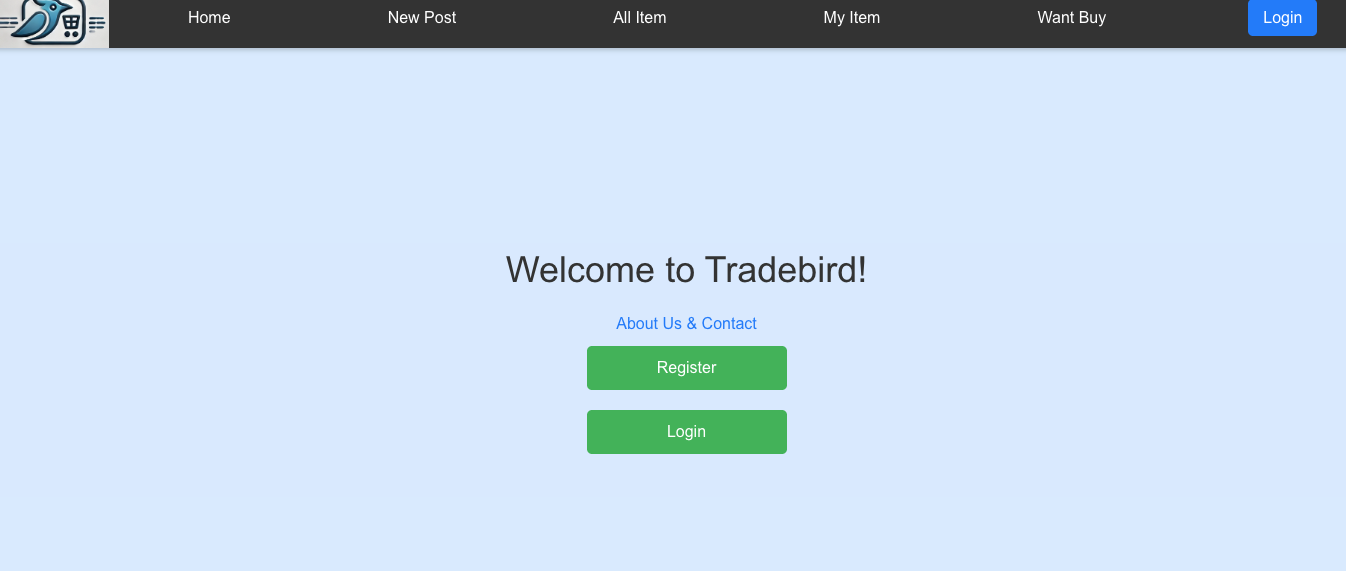 Home New Post All Item My Item Want Buy Login
Welcome to Tradebird!
About Us & Contact
Register
Login